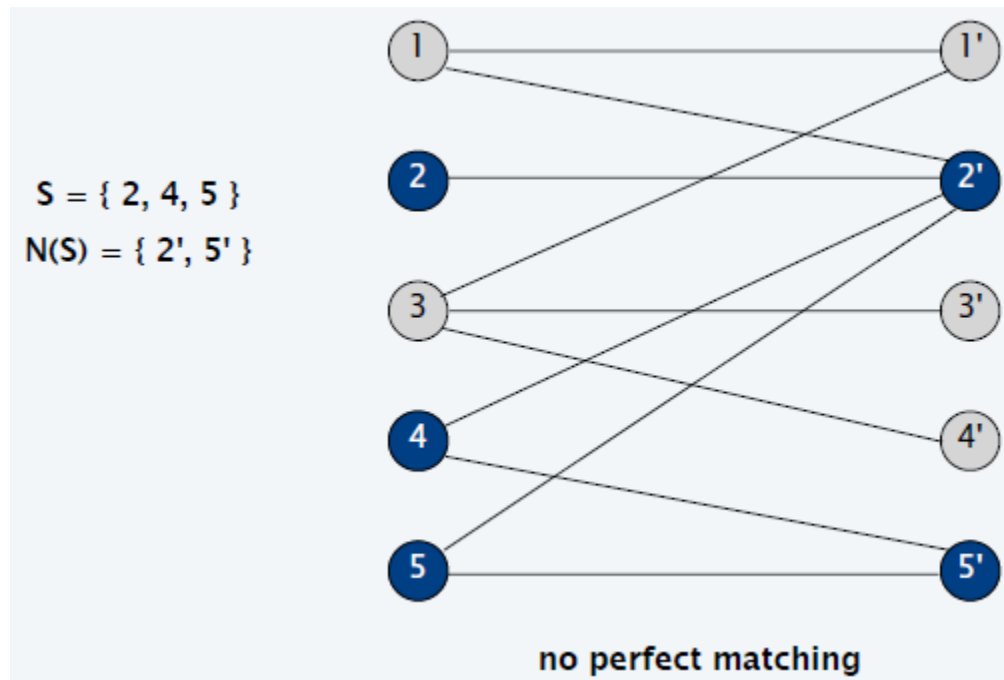 1 1'
2 2'
S = { 2, 4, 5 }
N(S) = { 2', 5' }
3 3'
4 4'
5 5'
no perfect matching